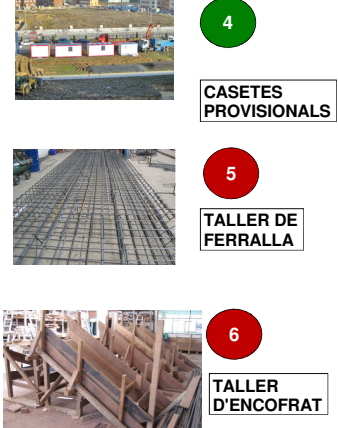 4
CASETES
PROVISIONALS
5
TALLER DE
FERRALLA
6
TALLER
D'ENCOFRAT